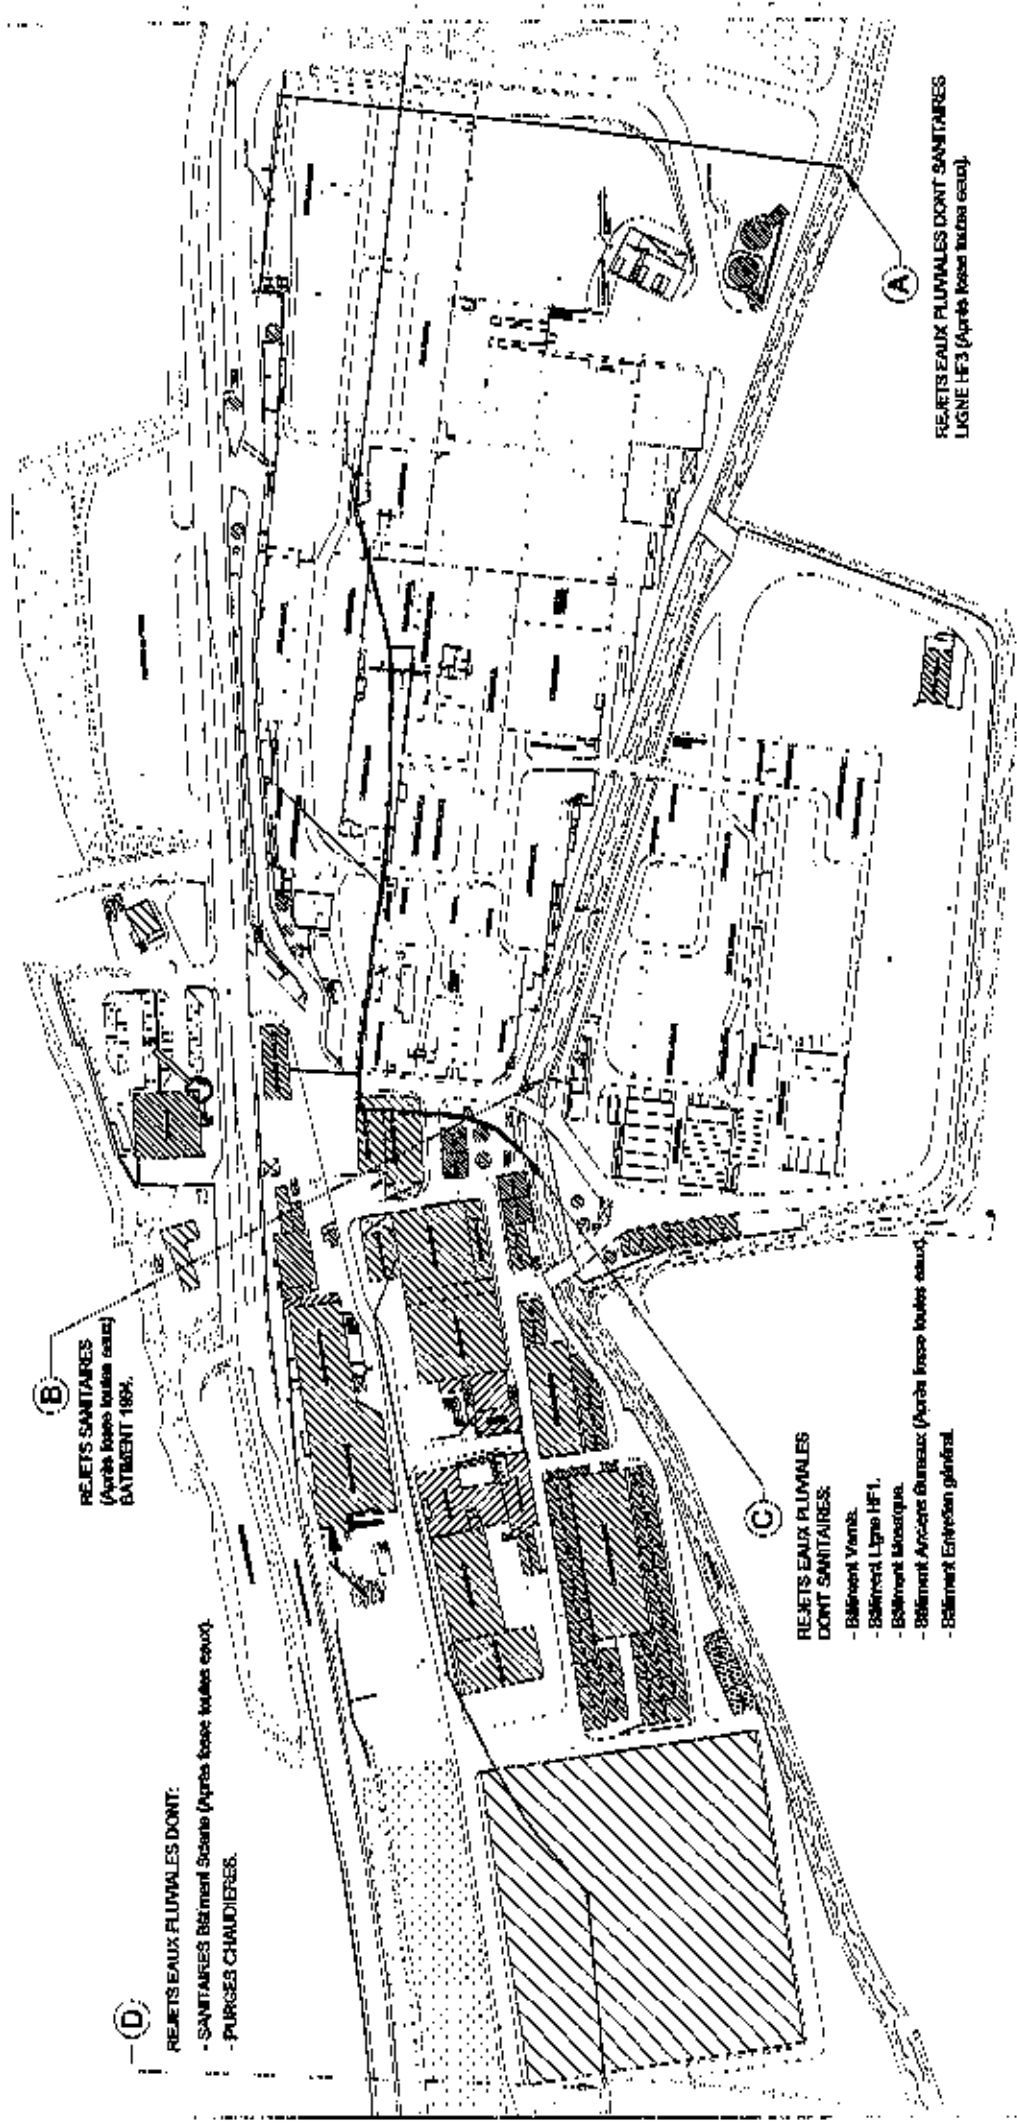 A
REJETS EAUX PLUVIALES DONT SANITAIRES
LIGNE HF3 (Après fosse toutes eaux).
B
REJETS SANITAIRES
(Après fosse toutes eaux)
BATIMENT 1994.
C
REJETS EAUX PLUVIALES
DONT SANITAIRES:
- Bâtiment Vernis.
- Bâtiment Ligne HF1.
- Bâtiment Mosaïque.
- Bâtiment Anciens Bureaux (Après fosse toutes eaux).
- Bâtiment Entretien général.
D
REJETS EAUX PLUVIALES DONT:
- SANITAIRES Bâtiment Scierie (Après fosse toutes eaux).
- PURGES CHAUDIERES.